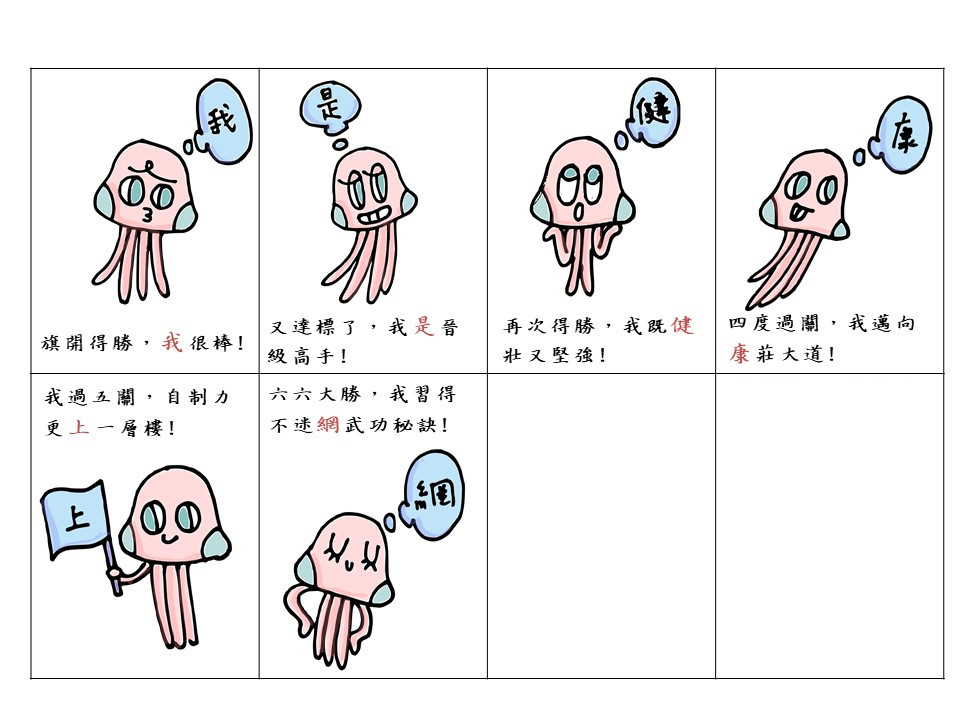 我
旗開得勝，我很棒!
是
又達標了，我是晉
級高手!
健
再次得勝，我既健
壯又堅強!
康
四度過關，我邁向
康莊大道!
我過五關，自制力
更上一層樓!
上
六六大勝，我習得
不迷網武功秘訣!
網